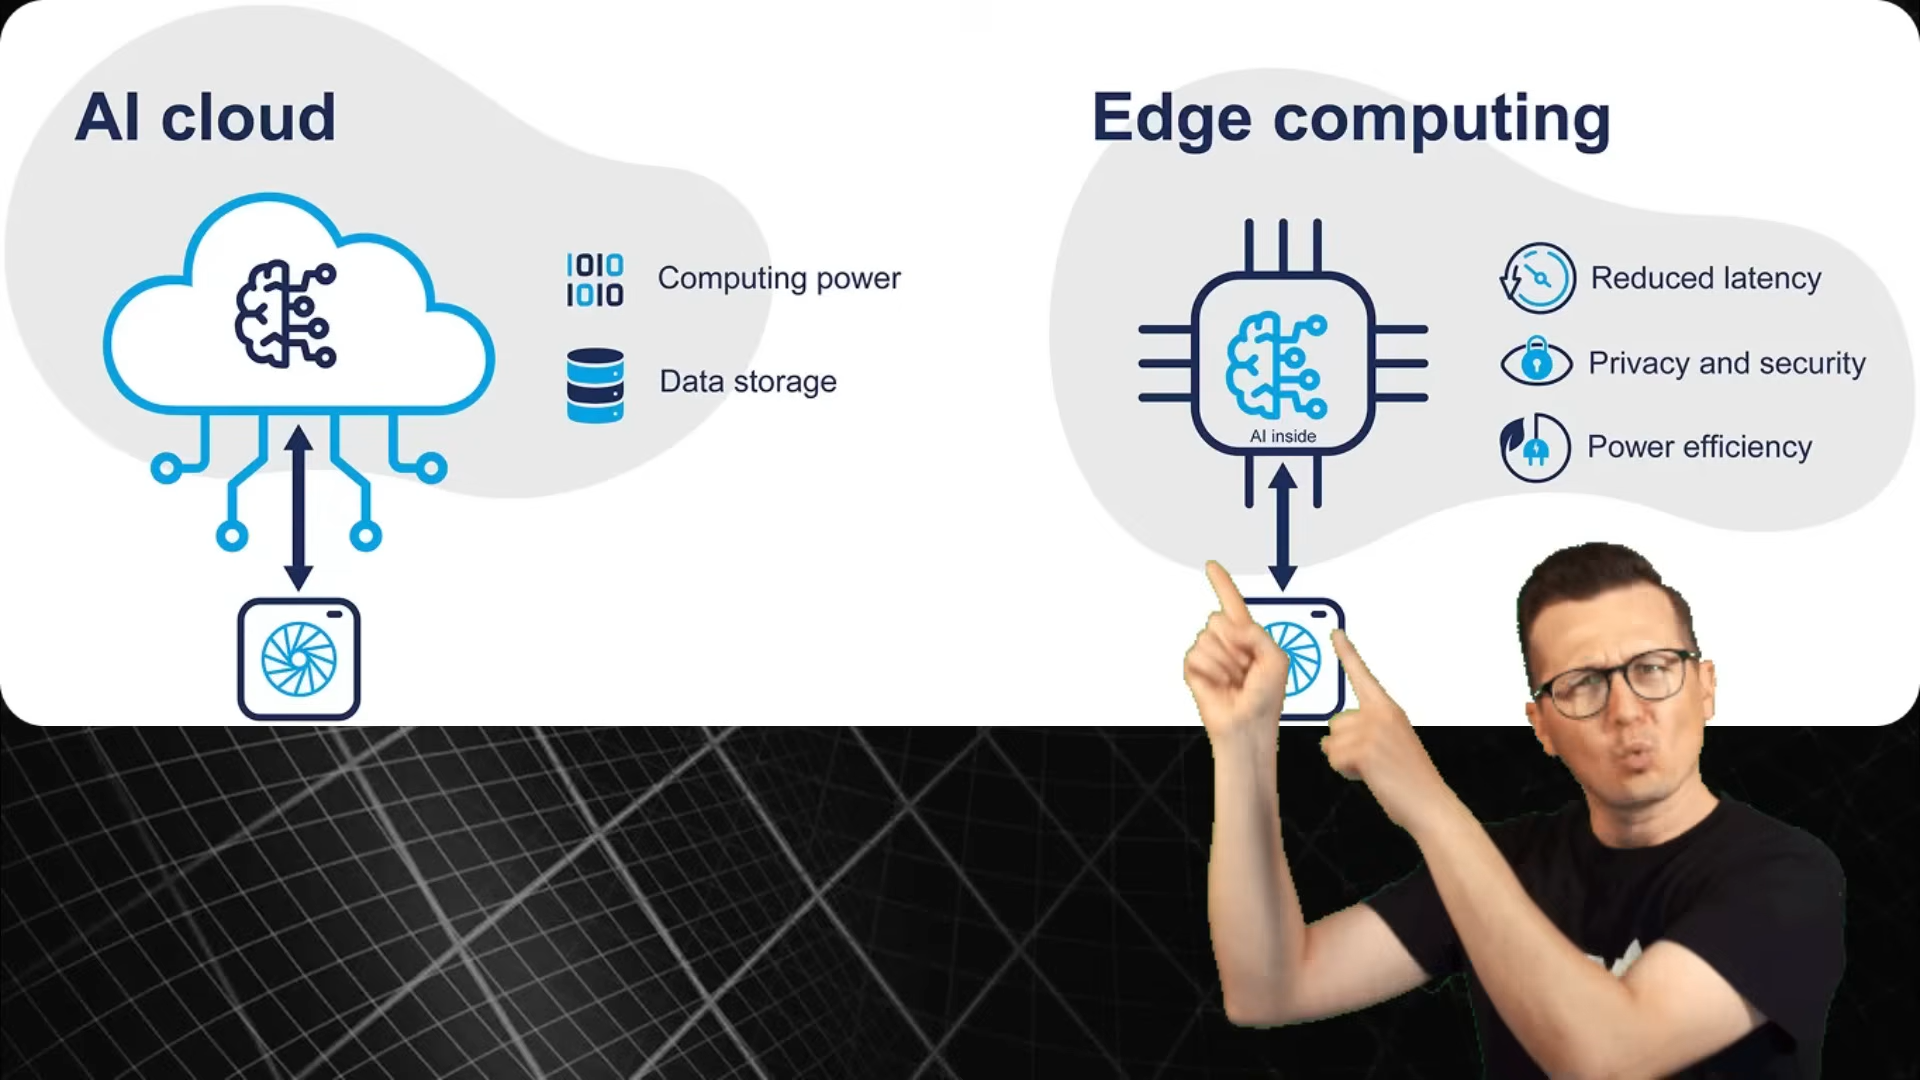 AI cloud
Computing power
Data storage
Edge computing
AI inside
Reduced latency
Privacy and security
Power efficiency